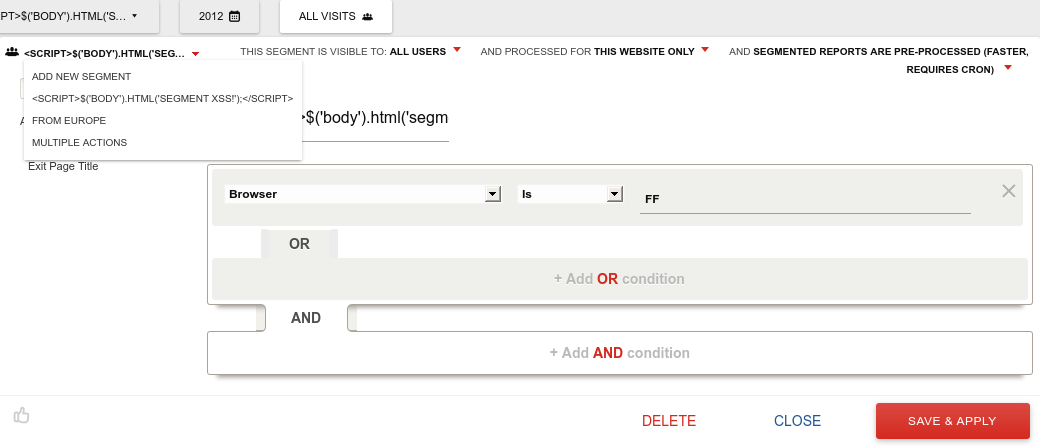 PT>$('BODY').HTML('S...
2012
ALL VISITS
<SCRIPT>$('BODY').HTML('SEG...
THIS SEGMENT IS VISIBLE TO: ALL USERS
AND PROCESSED FOR THIS WEBSITE ONLY
AND SEGMENTED REPORTS ARE PRE-PROCESSED (FASTER,
REQUIRES CRON)
ADD NEW SEGMENT
<SCRIPT>$('BODY').HTML('SEGMENT XSS!');</SCRIPT>
FROM EUROPE
MULTIPLE ACTIONS
>$('body').html('segm
Exit Page Title
Browser
Is
FF
OR
+ Add OR condition
AND
+ Add AND condition
DELETE
CLOSE
SAVE & APPLY